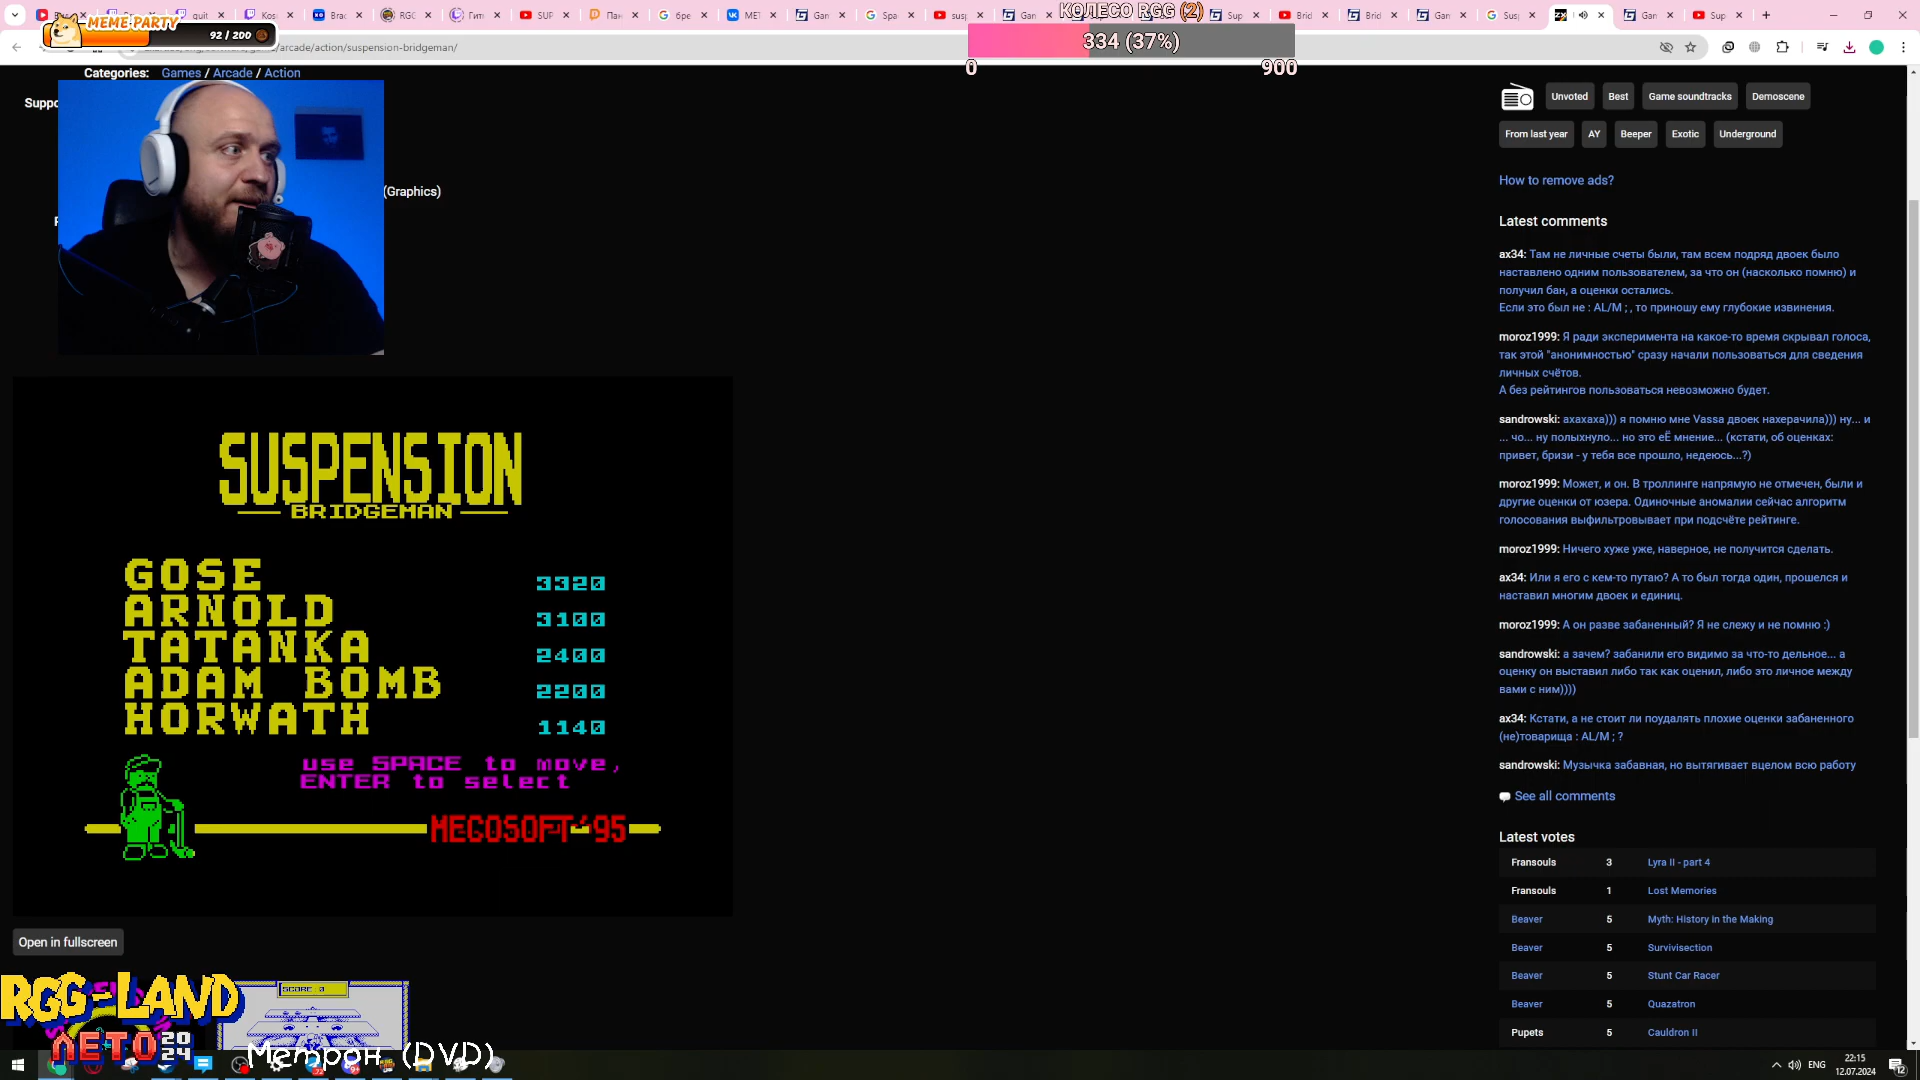 MEME PARTY
92 / 200
КОЛЕСО RGG (2)
334 (37%)
0
900
arcade/action/suspension-bridgeman/
Categories: Games / Arcade / Action
(Graphics)
SUSPENSION
BRIDGEMAN
GOSE 3320
ARNOLD 3100
TATANKA 2400
ADAM BOMB 2200
HORWATH 1140
use SPACE to move,
ENTER to select
MEGOSOFT'95
Open in fullscreen
SCORE 0
RGG-LAND
ЛЕТО 2024
Метрон (DVD)
Unvoted
Best
Game soundtracks
Demoscene
From last year
AY
Beeper
Exotic
Underground
How to remove ads?
Latest comments
ax34: Там не личные счеты были, там всем подряд двоек было
наставлено одним пользователем, за что он (насколько помню) и
получил бан, а оценки остались.
Если это был не : AL/M ; , то приношу ему глубокие извинения.
moroz1999: Я ради эксперимента на какое-то время скрывал голоса,
так этой "анонимностью" сразу начали пользоваться для сведения
личных счётов.
А без рейтингов пользоваться невозможно будет.
sandrowski: ахахаха))) я помню мне Vassa двоек нахерачила))) ну... и
... чо... ну полыхнуло... но это еЁ мнение... (кстати, об оценках:
привет, бризи - у тебя все прошло, недеюсь...?)
moroz1999: Может, и он. В троллинге напрямую не отмечен, были и
другие оценки от юзера. Одиночные аномалии сейчас алгоритм
голосования выфильтровывает при подсчёте рейтинге.
moroz1999: Ничего хуже уже, наверное, не получится сделать.
ax34: Или я его с кем-то путаю? А то был тогда один, прошелся и
наставил многим двоек и единиц.
moroz1999: А он разве забаненный? Я не слежу и не помню :)
sandrowski: а зачем? забанили его видимо за что-то дельное... а
оценку он выставил либо так как оценил, либо это личное между
вами с ним))))
ax34: Кстати, а не стоит ли поудалять плохие оценки забаненного
(не)товарища : AL/M ; ?
sandrowski: Музычка забавная, но вытягивает вцелом всю работу
See all comments
Latest votes
Fransouls 3 Lyra II - part 4
Fransouls 1 Lost Memories
Beaver 5 Myth: History in the Making
Beaver 5 Survivisection
Beaver 5 Stunt Car Racer
Beaver 5 Quazatron
Pupets 5 Cauldron II
ENG
22:15
12.07.2024